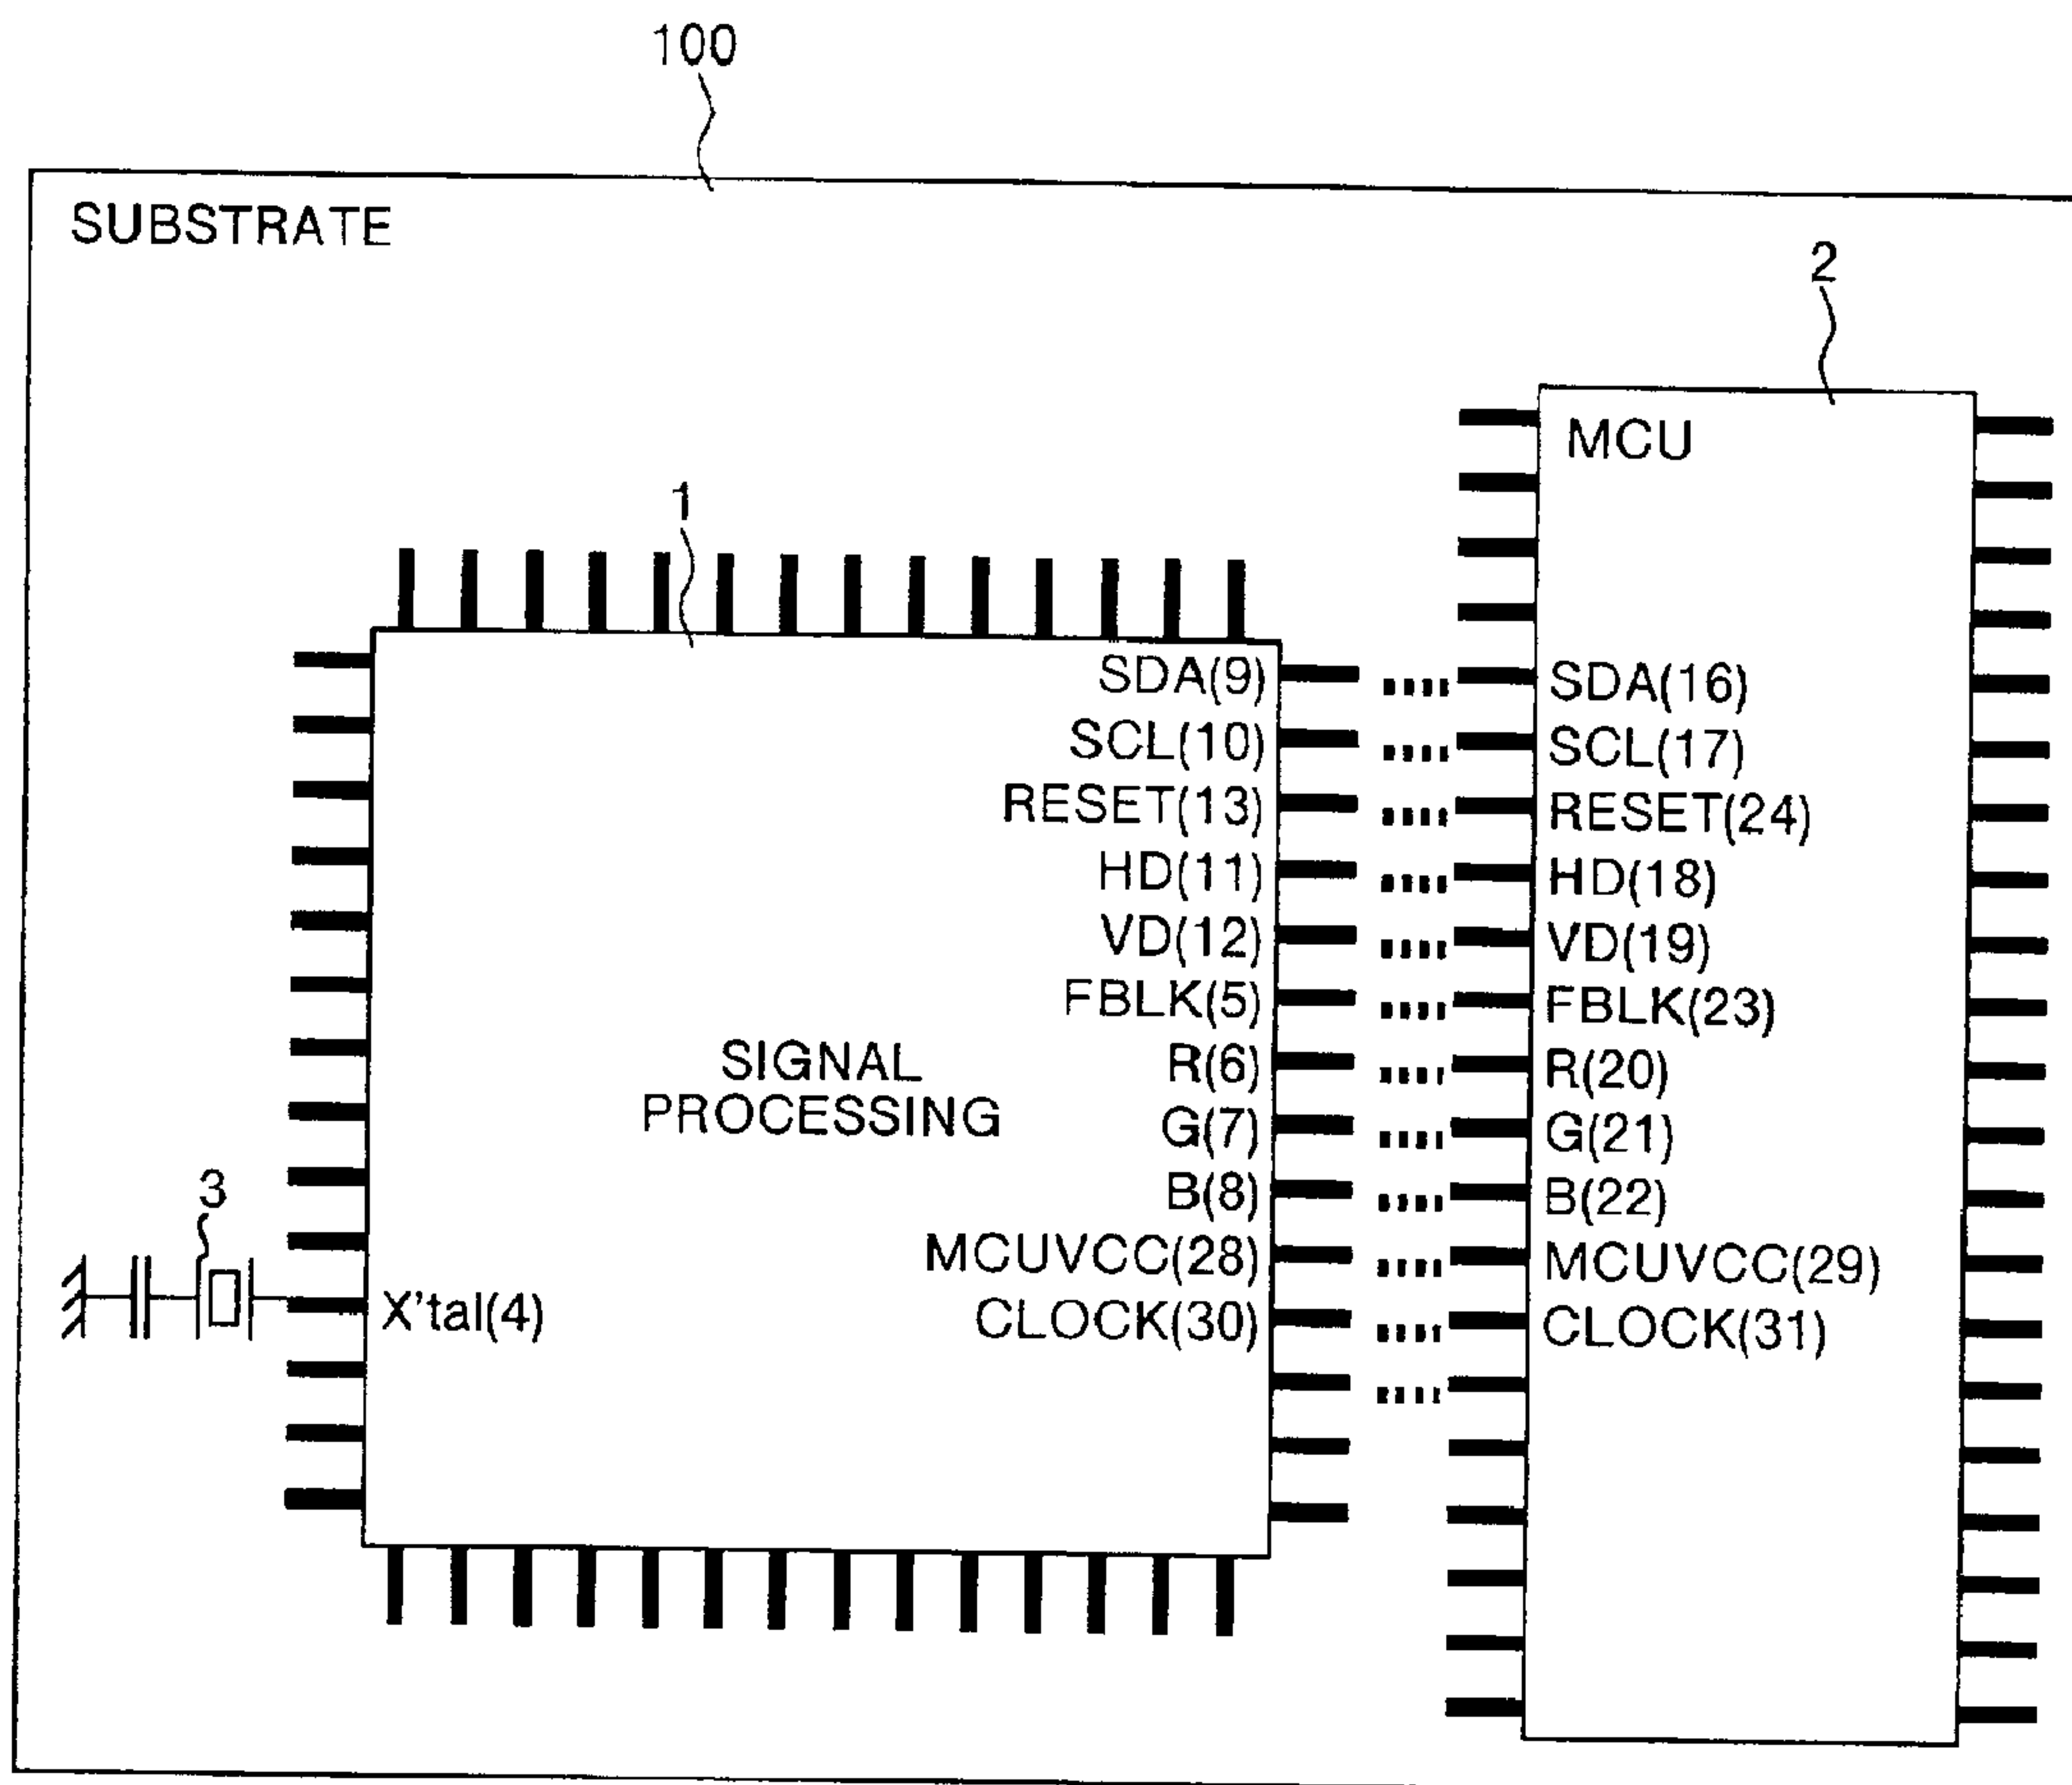 100
SUBSTRATE
2
MCU
1
SDA(9)
SCL(10)
RESET(13)
HD(11)
VD(12)
FBLK(5)
R(6)
G(7)
B(8)
MCUVCC(28)
CLOCK(30)
SIGNAL
PROCESSING
3
X'tal(4)
SDA(16)
SCL(17)
RESET(24)
HD(18)
VD(19)
FBLK(23)
R(20)
G(21)
B(22)
MCUVCC(29)
CLOCK(31)